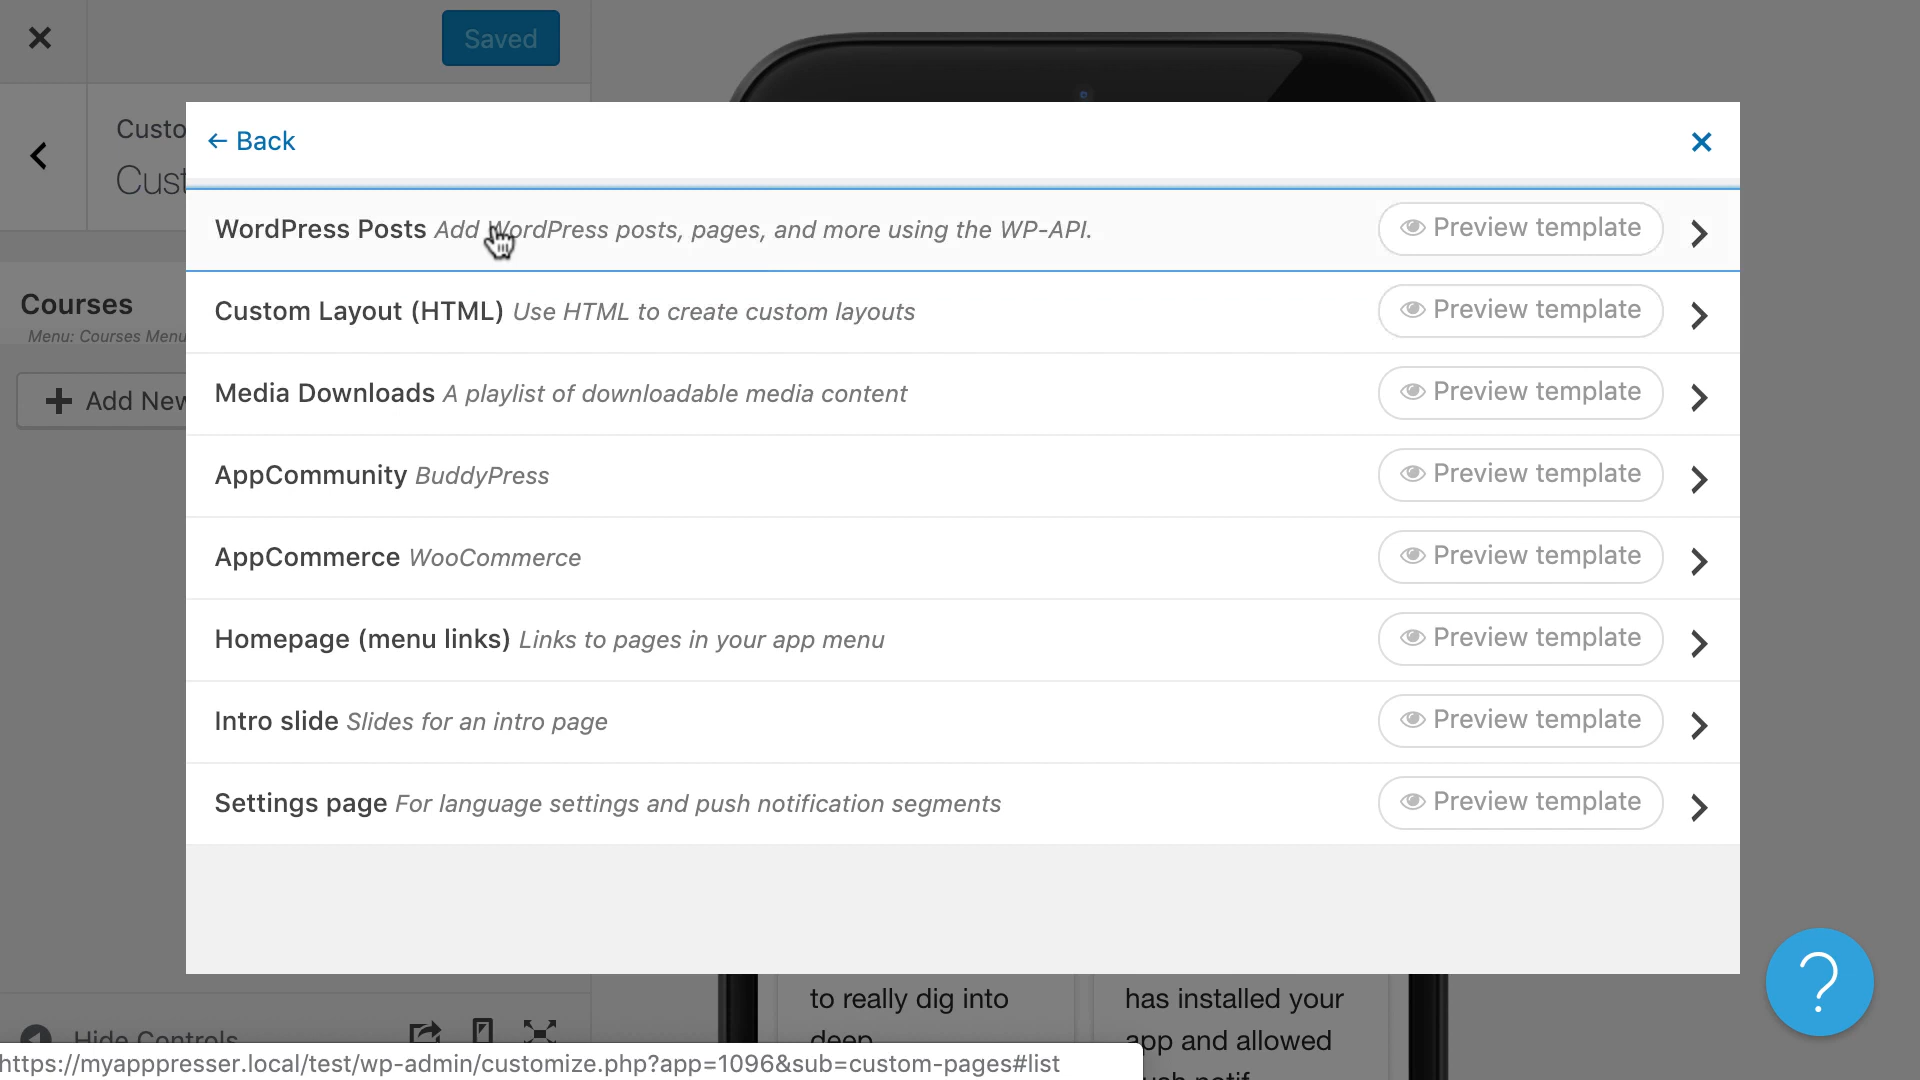 Saved
Custo
Cust
← Back
WordPress Posts Add WordPress posts, pages, and more using the WP-API.
Preview template
Custom Layout (HTML) Use HTML to create custom layouts
Preview template
Media Downloads A playlist of downloadable media content
Preview template
AppCommunity BuddyPress
Preview template
AppCommerce WooCommerce
Preview template
Homepage (menu links) Links to pages in your app menu
Preview template
Intro slide Slides for an intro page
Preview template
Settings page For language settings and push notification segments
Preview template
Courses
Menu: Courses Menu
Add New
to really dig into
deep
has installed your
app and allowed
Hide Controls
https://myapppresser.local/test/wp-admin/customize.php?app=1096&sub=custom-pages#list
?